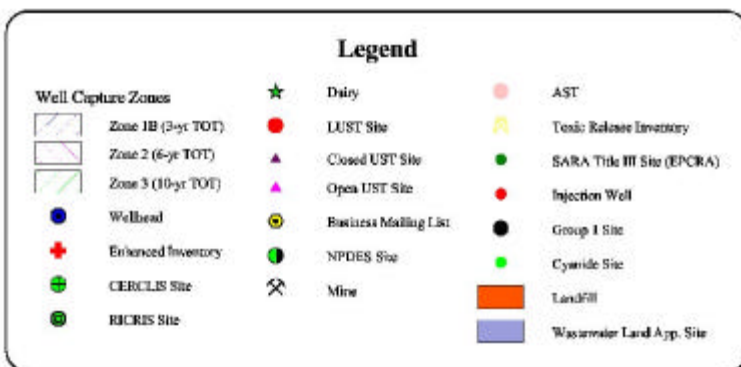 Legend
Well Capture Zones
Zone 1B (3-yr TOT)
Zone 2 (6-yr TOT)
Zone 3 (10-yr TOT)
Wellhead
Enhanced Inventory
CERCLIS Site
RICRIS Site
Dairy
LUST Site
Closed UST Site
Open UST Site
Business Mailing List
NPDES Site
Mine
AST
Toxic Release Inventory
SARA Title III Site (EPCRA)
Injection Well
Group 1 Site
Cyanide Site
Landfill
Wastewater Land App. Site